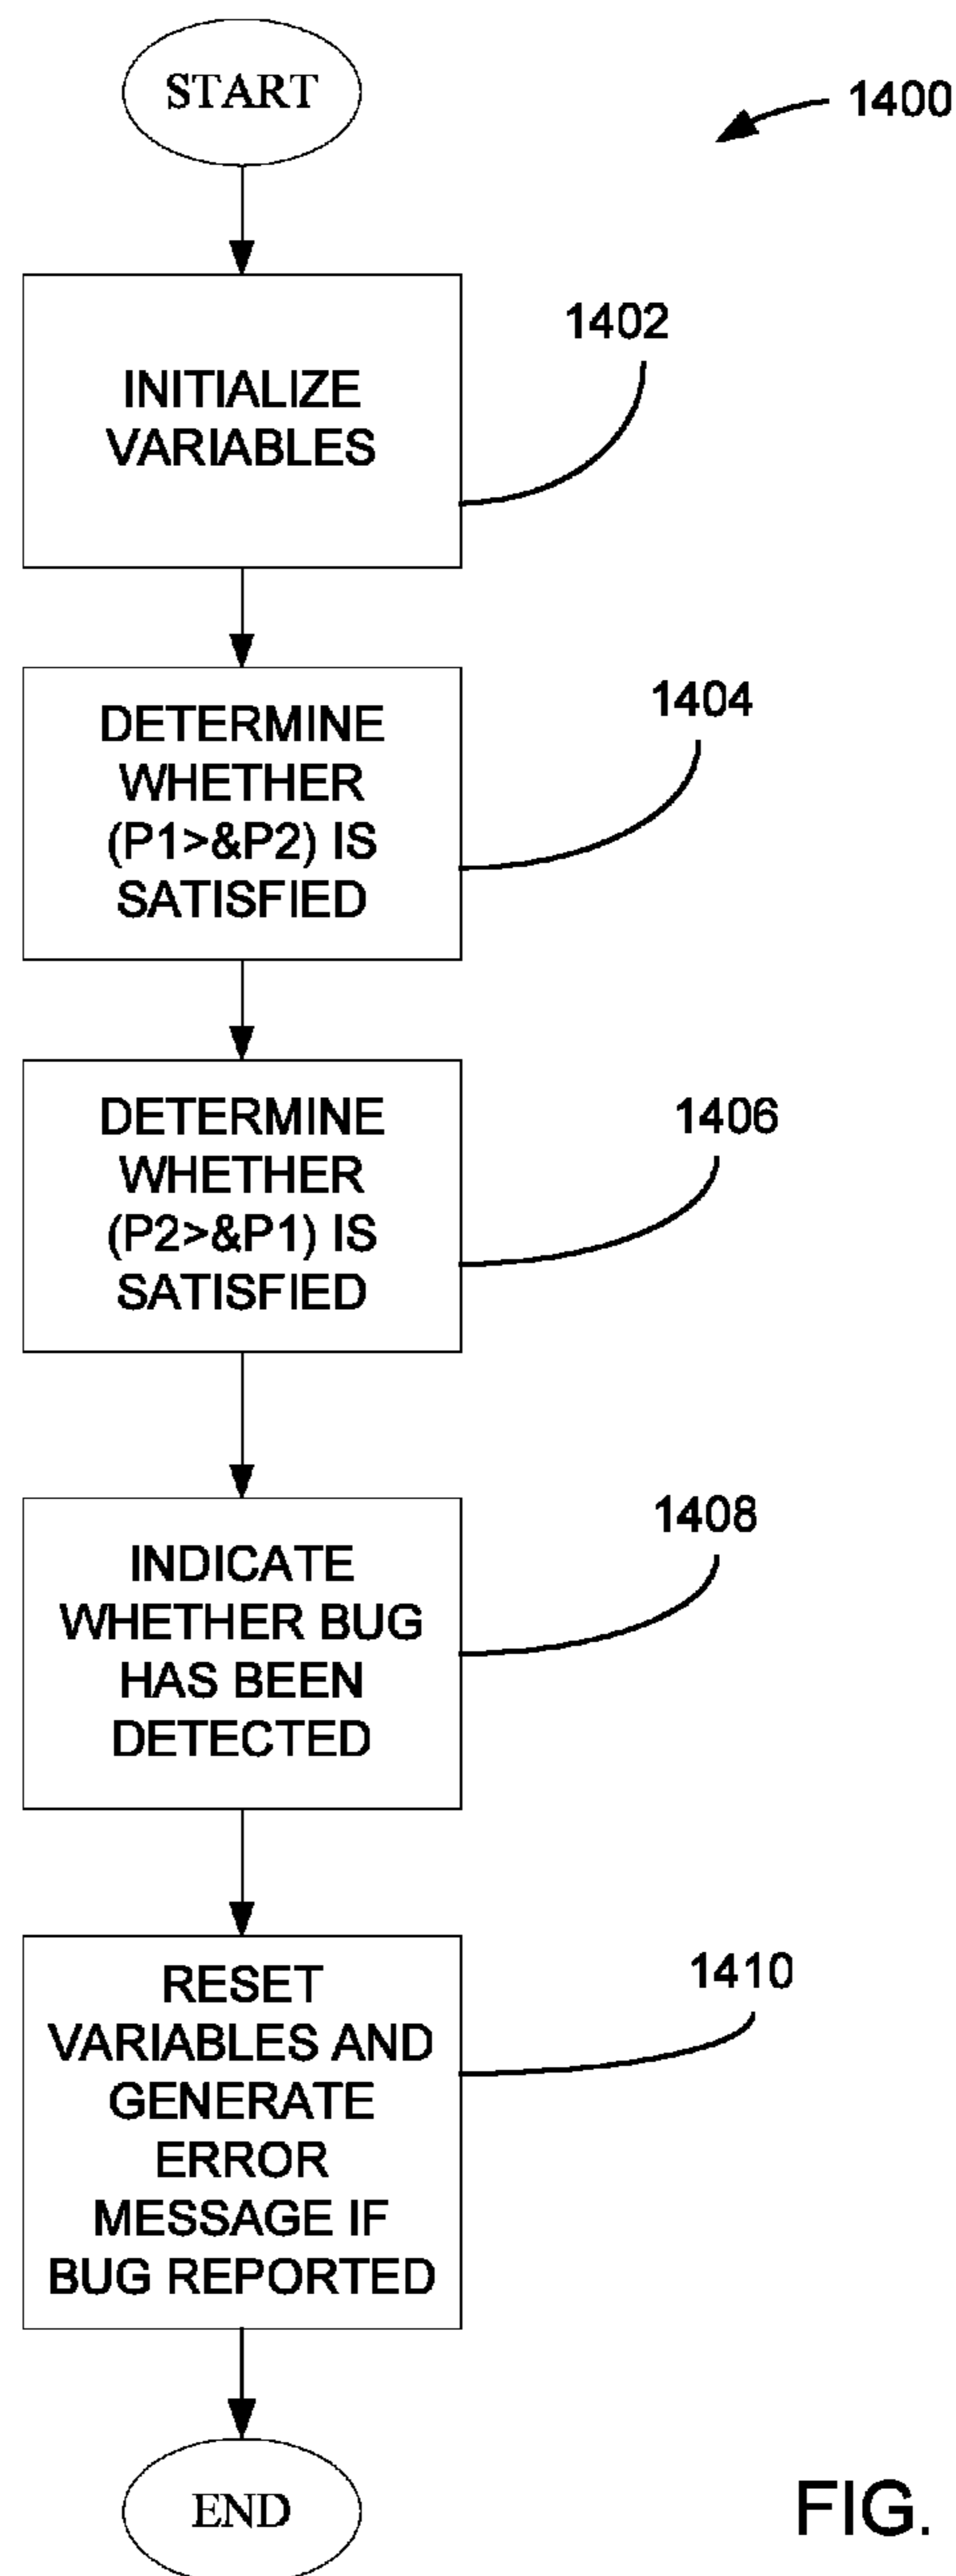 START
1400
INITIALIZE
VARIABLES
1402
DETERMINE
WHETHER
(P1>&P2) IS
SATISFIED
1404
DETERMINE
WHETHER
(P2>&P1) IS
SATISFIED
1406
INDICATE
WHETHER BUG
HAS BEEN
DETECTED
1408
RESET
VARIABLES AND
GENERATE
ERROR
MESSAGE IF
BUG REPORTED
1410
END
FIG.